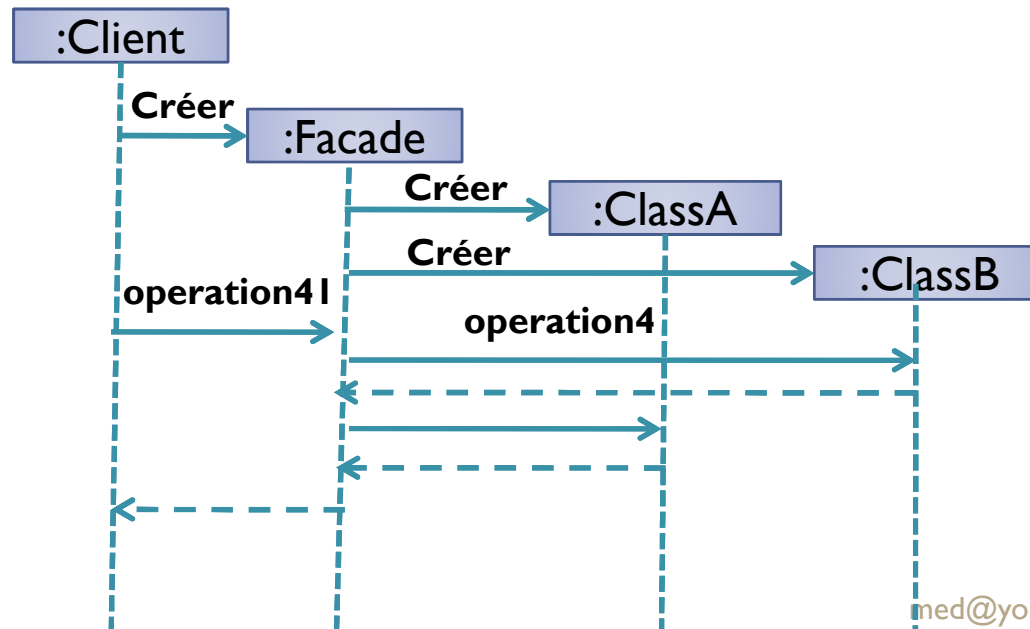 :Client
Créer
:Facade
Créer
:ClassA
Créer
:ClassB
operation41
operation4
med@yo